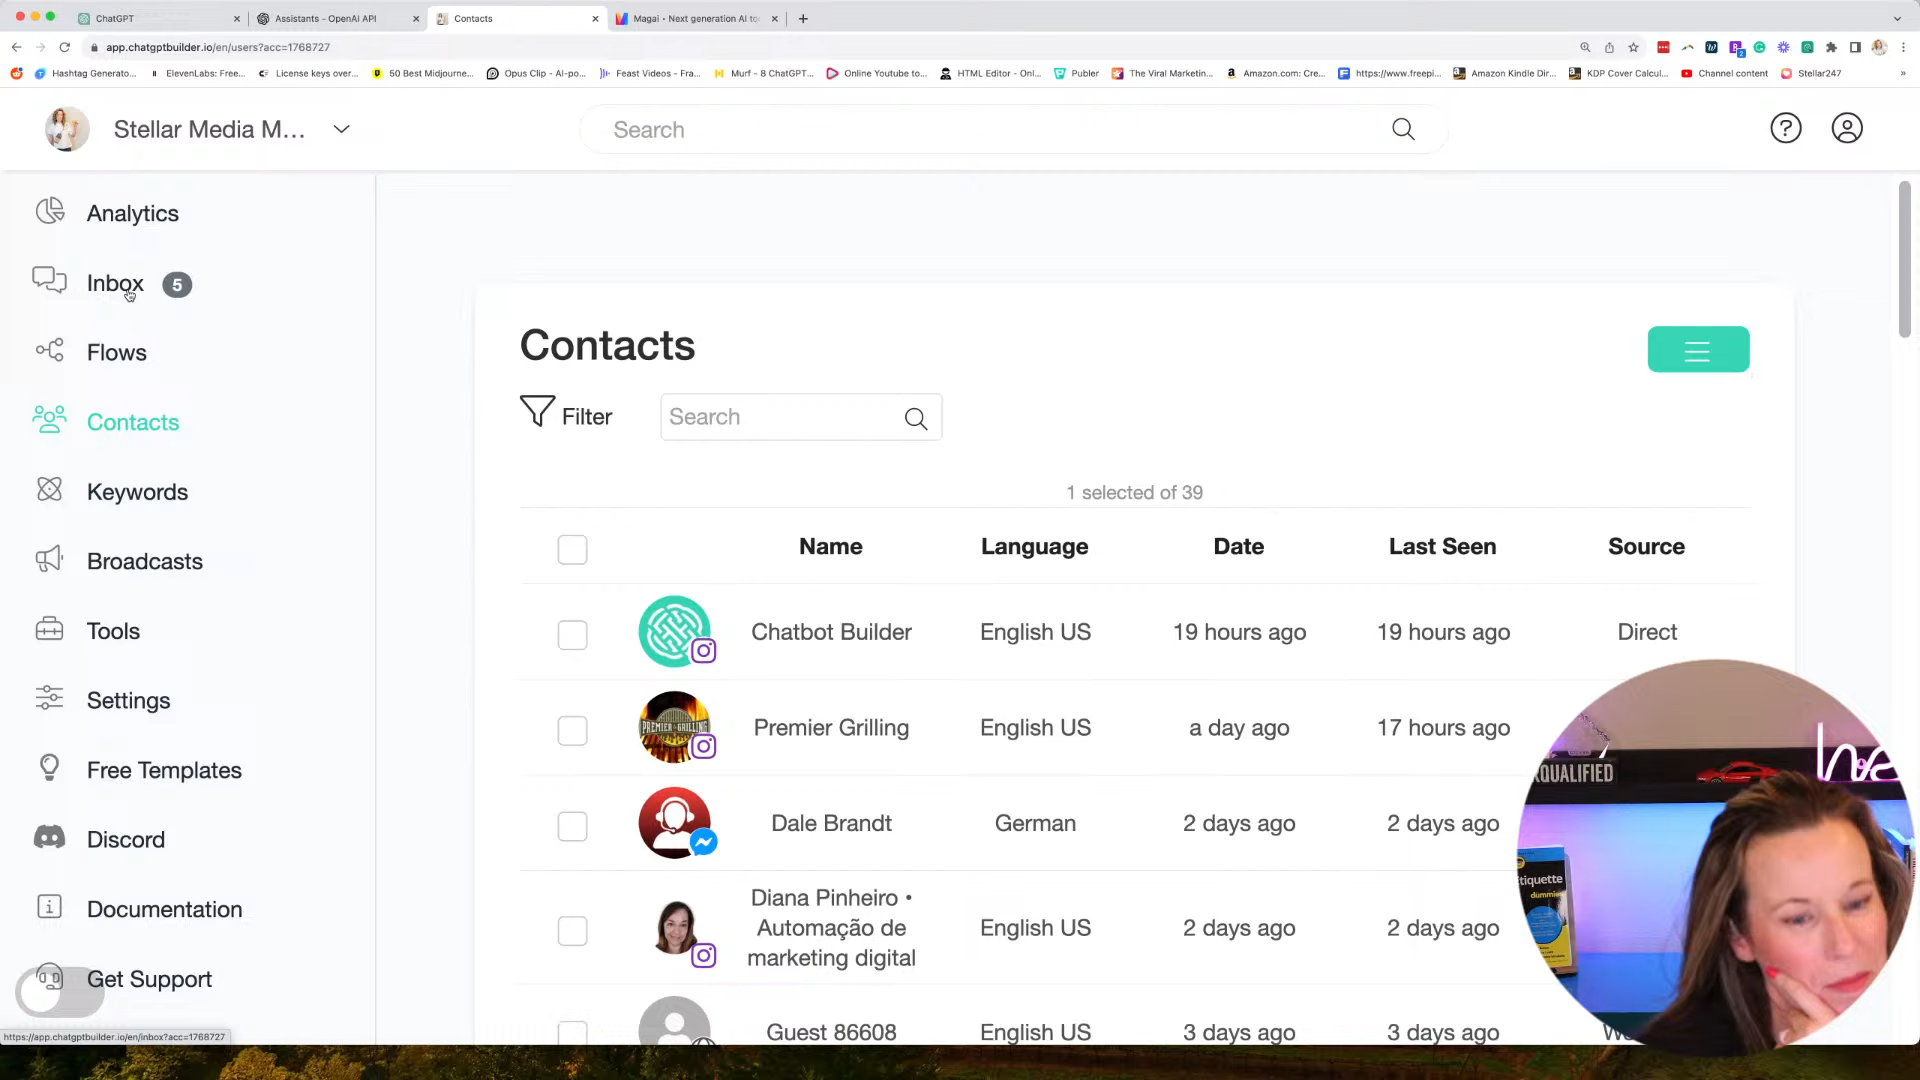 ChatGPT
Assistants - OpenAI API
Contacts
Magai • Next generation AI to
app.chatgptbuilder.io/en/users?acc=1768727
Hashtag Generato...
ElevenLabs: Free...
License keys over...
50 Best Midjourne...
Opus Clip - AI-po...
Feast Videos - Fra...
Murf - 8 ChatGPT...
Online Youtube to...
HTML Editor - Onl...
Publer
The Viral Marketin...
Amazon.com: Cre...
https://www.freepi...
Amazon Kindle Dir...
KDP Cover Calcul...
Channel content
Stellar247
»
Stellar Media M...
Search
Analytics
Inbox 5
Flows
Contacts
Keywords
Broadcasts
Tools
Settings
Free Templates
Discord
Documentation
Get Support
https://app.chatgptbuilder.io/en/inbox?acc=1768727
Contacts
Filter
Search
1 selected of 39
Name Language Date Last Seen Source
Chatbot Builder English US 19 hours ago 19 hours ago Direct
PREMIER GRILLING
Premier Grilling English US a day ago 17 hours ago
Dale Brandt German 2 days ago 2 days ago
Diana Pinheiro •
Automação de
marketing digital
English US 2 days ago 2 days ago
Guest 86608 English US 3 days ago 3 days ago
QUALIFIED
tiquette
dummies